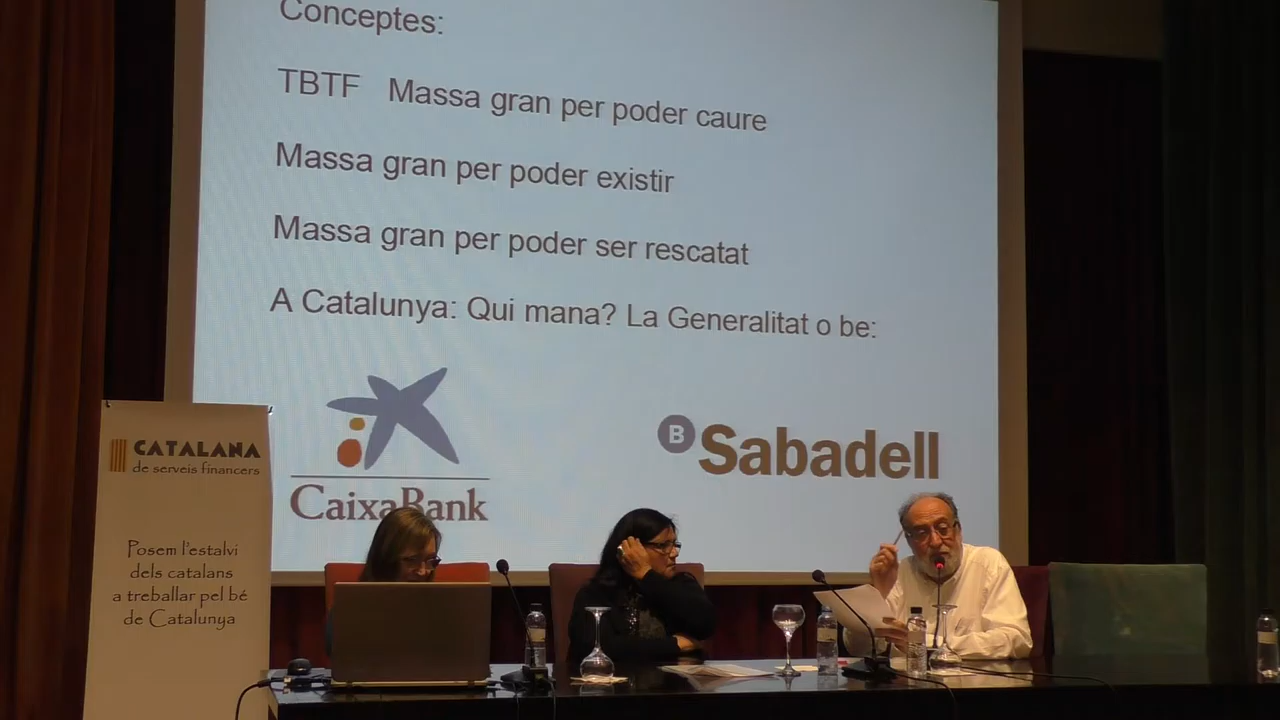 Conceptes:
TBTF Massa gran per poder caure
Massa gran per poder existir
Massa gran per poder ser rescatat
A Catalunya: Qui mana? La Generalitat o be:
CaixaBank
B Sabadell
CATALANA
de serveis financers
Posem l'estalvi
dels catalans
a treballar pel bé
de Catalunya